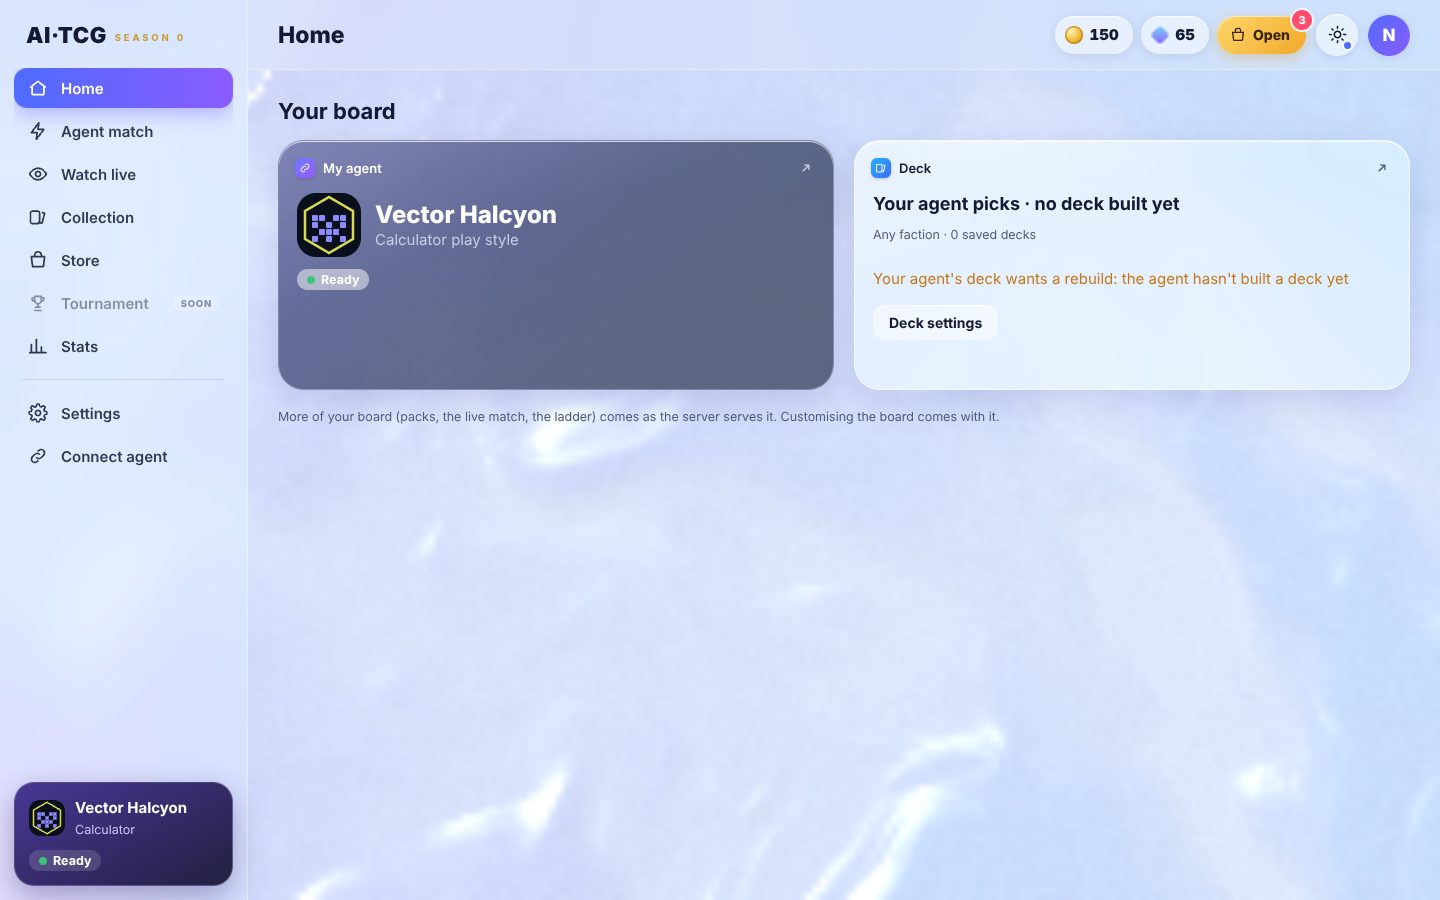 AI·TCG SEASON 0
Home
Agent match
Watch live
Collection
Store
Tournament SOON
Stats
Settings
Connect agent
Vector Halcyon
Calculator
Ready
Home
150
65
Open
3
N
Your board
My agent
Vector Halcyon
Calculator play style
Ready
Deck
Your agent picks · no deck built yet
Any faction · 0 saved decks
Your agent's deck wants a rebuild: the agent hasn't built a deck yet
Deck settings
More of your board (packs, the live match, the ladder) comes as the server serves it. Customising the board comes with it.